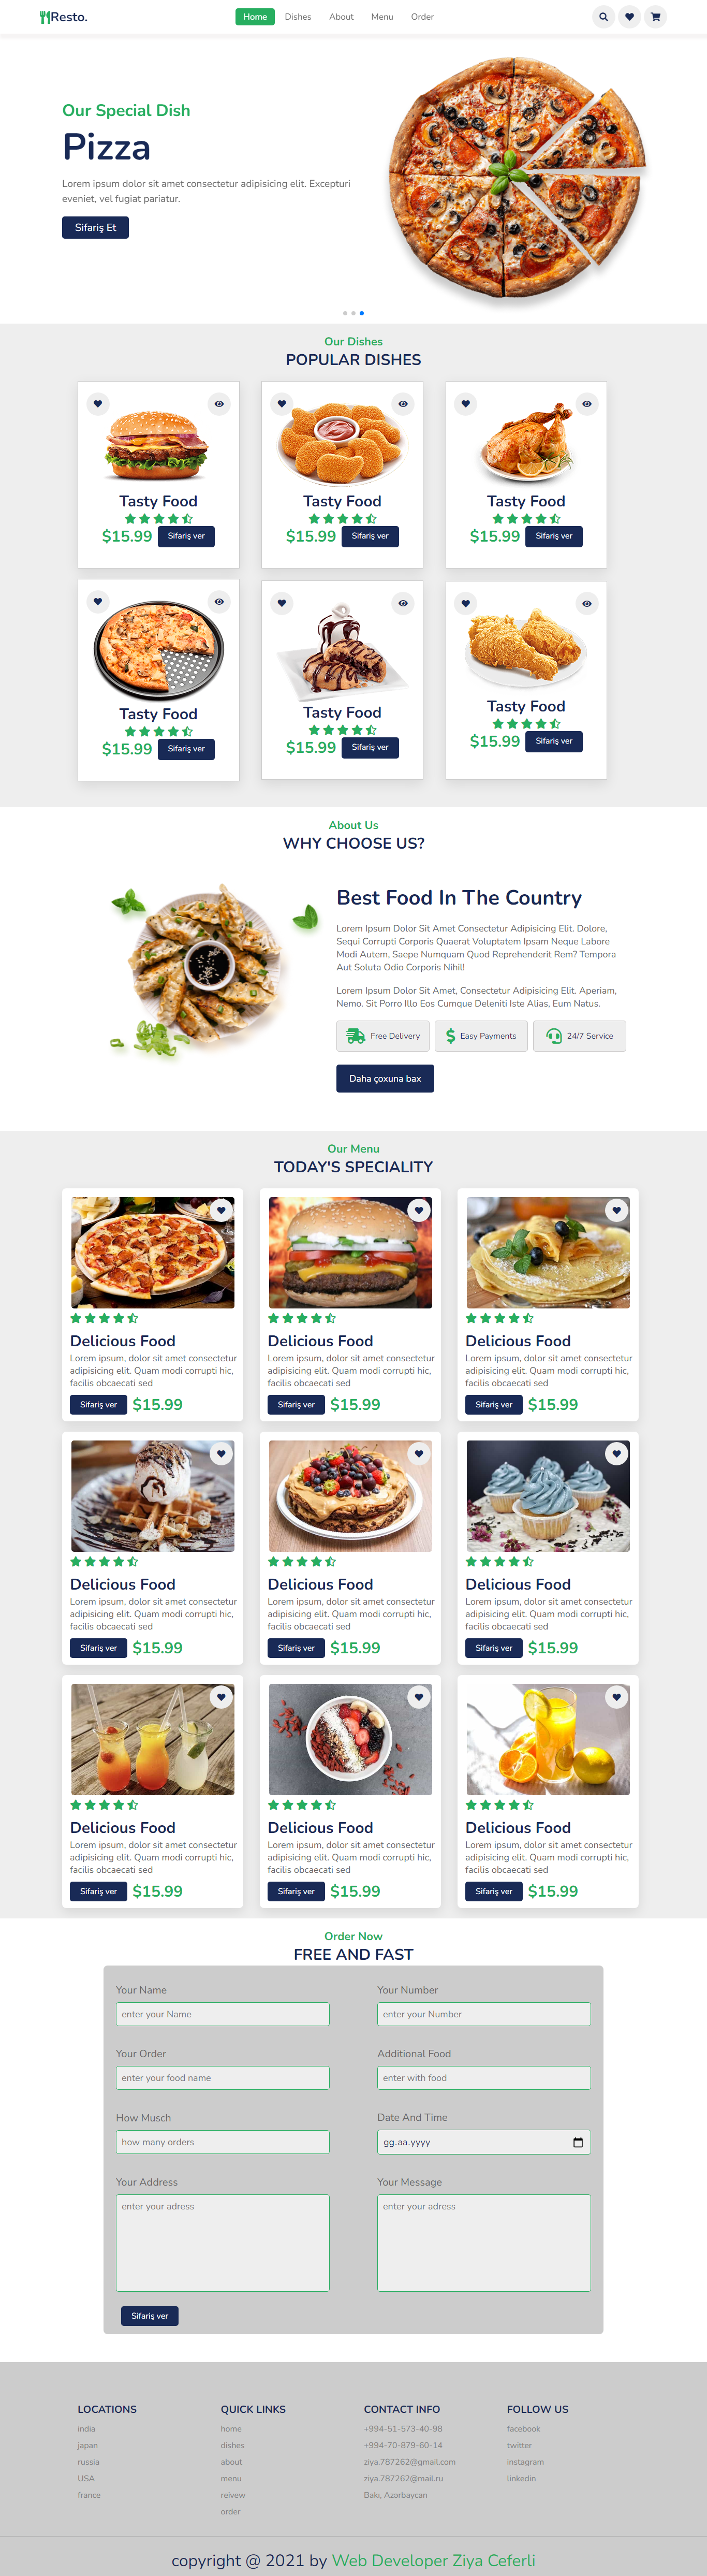 Resto.
Home Dishes About Menu Order
Our Special Dish
Pizza
Lorem ipsum dolor sit amet consectetur adipisicing elit. Excepturi
eveniet, vel fugiat pariatur.
Sifariş Et
Our Dishes
POPULAR DISHES
Tasty Food
$15.99 Sifariş ver
Tasty Food
$15.99 Sifariş ver
Tasty Food
$15.99 Sifariş ver
Tasty Food
$15.99 Sifariş ver
Tasty Food
$15.99 Sifariş ver
Tasty Food
$15.99 Sifariş ver
About Us
WHY CHOOSE US?
Best Food In The Country
Lorem Ipsum Dolor Sit Amet Consectetur Adipisicing Elit. Dolore,
Sequi Corrupti Corporis Quaerat Voluptatem Ipsam Neque Labore
Modi Autem, Saepe Numquam Quod Reprehenderit Rem? Tempora
Aut Soluta Odio Corporis Nihil!
Lorem Ipsum Dolor Sit Amet, Consectetur Adipisicing Elit. Aperiam,
Nemo. Sit Porro Illo Eos Cumque Deleniti Iste Alias, Eum Natus.
Free Delivery Easy Payments 24/7 Service
Daha çoxuna bax
Our Menu
TODAY'S SPECIALITY
Delicious Food
Lorem ipsum, dolor sit amet consectetur
adipisicing elit. Quam modi corrupti hic,
facilis obcaecati sed
Sifariş ver $15.99
Delicious Food
Lorem ipsum, dolor sit amet consectetur
adipisicing elit. Quam modi corrupti hic,
facilis obcaecati sed
Sifariş ver $15.99
Delicious Food
Lorem ipsum, dolor sit amet consectetur
adipisicing elit. Quam modi corrupti hic,
facilis obcaecati sed
Sifariş ver $15.99
Delicious Food
Lorem ipsum, dolor sit amet consectetur
adipisicing elit. Quam modi corrupti hic,
facilis obcaecati sed
Sifariş ver $15.99
Delicious Food
Lorem ipsum, dolor sit amet consectetur
adipisicing elit. Quam modi corrupti hic,
facilis obcaecati sed
Sifariş ver $15.99
Delicious Food
Lorem ipsum, dolor sit amet consectetur
adipisicing elit. Quam modi corrupti hic,
facilis obcaecati sed
Sifariş ver $15.99
Delicious Food
Lorem ipsum, dolor sit amet consectetur
adipisicing elit. Quam modi corrupti hic,
facilis obcaecati sed
Sifariş ver $15.99
Delicious Food
Lorem ipsum, dolor sit amet consectetur
adipisicing elit. Quam modi corrupti hic,
facilis obcaecati sed
Sifariş ver $15.99
Delicious Food
Lorem ipsum, dolor sit amet consectetur
adipisicing elit. Quam modi corrupti hic,
facilis obcaecati sed
Sifariş ver $15.99
Order Now
FREE AND FAST
Your Name
enter your Name
Your Number
enter your Number
Your Order
enter your food name
Additional Food
enter with food
How Musch
how many orders
Date And Time
gg.aa.yyyy
Your Address
enter your adress
Your Message
enter your adress
Sifariş ver
LOCATIONS
india
japan
russia
USA
france
QUICK LINKS
home
dishes
about
menu
reivew
order
CONTACT INFO
+994-51-573-40-98
+994-70-879-60-14
ziya.787262@gmail.com
ziya.787262@mail.ru
Bakı, Azərbaycan
FOLLOW US
facebook
twitter
instagram
linkedin
copyright @ 2021 by Web Developer Ziya Ceferli